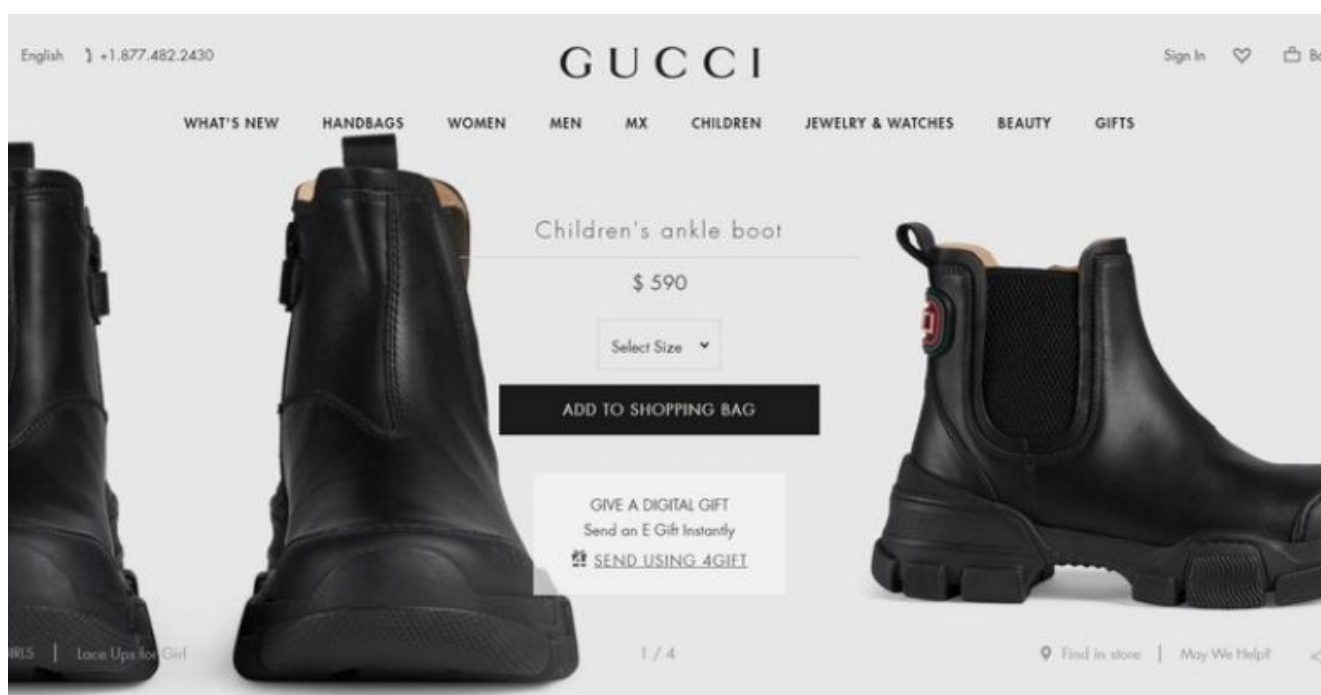 English +1.877.482.2430
GUCCI
Sign In
WHAT'S NEW HANDBAGS WOMEN MEN MX CHILDREN JEWELRY & WATCHES BEAUTY GIFTS
Children's ankle boot
$ 590
Select Size
ADD TO SHOPPING BAG
GIVE A DIGITAL GIFT
Send an E Gift Instantly
SEND USING 4GIFT
Lace Ups for Girl
1 / 4
Find in store | May We Help?